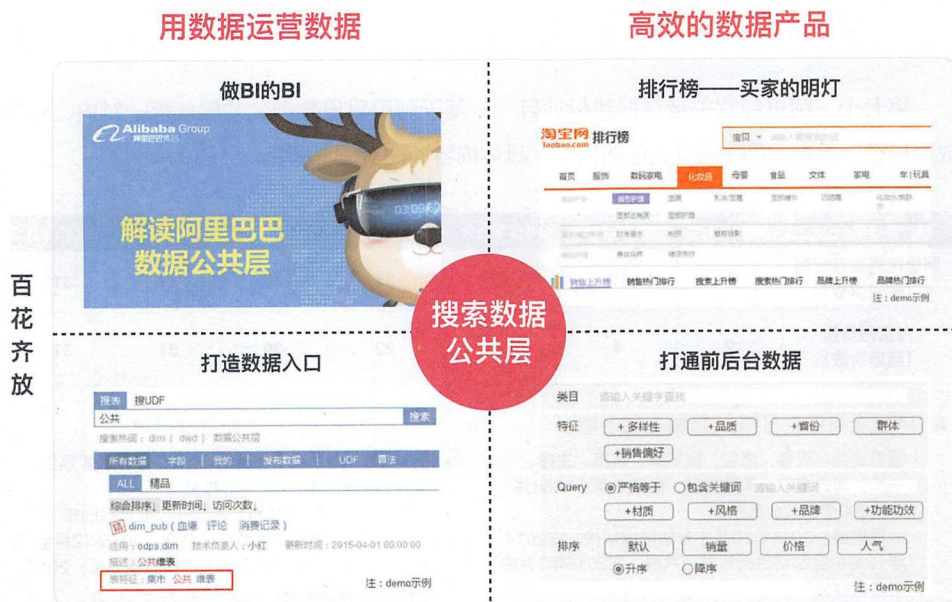 用数据运营数据
高效的数据产品
百花齐放
搜索数据
公共层
做BI的BI
Alibaba Group
阿里巴巴集团
解读阿里巴巴
数据公共层
排行榜——买家的明灯
淘宝网 排行榜
Taobao.com
宝贝
首页 服饰 数码家电 化妆品 母婴 食品 文体 家电 车|玩具
销售上升榜 销售热门排行 搜索上升榜 搜索热门排行 品牌上升榜 品牌热门排行
注：demo示例
打造数据入口
搜表 搜UDF
公共 搜索
搜索热词：dim | dwd | 数据公共层
所有数据 字段 我的 发布数据 UDF 算法
ALL 精品
综合排序↓ 更新时间↓ 访问次数↓
精 dim_pub（血缘 评论 消费记录）
应用：odps.dim 技术负责人：小红 更新时间：2015-04-01 00:00:00
描述：公共维表
表特征：集市 公共 维表
注：demo示例
打通前后台数据
类目 请输入关键字查找
特征 +多样性 +品质 +省份 群体
+销售偏好
Query 严格等于 包含关键词 请输入关键词
+材质 +风格 +品牌 +功能功效
排序 默认 销量 价格 人气
升序 降序
注：demo示例